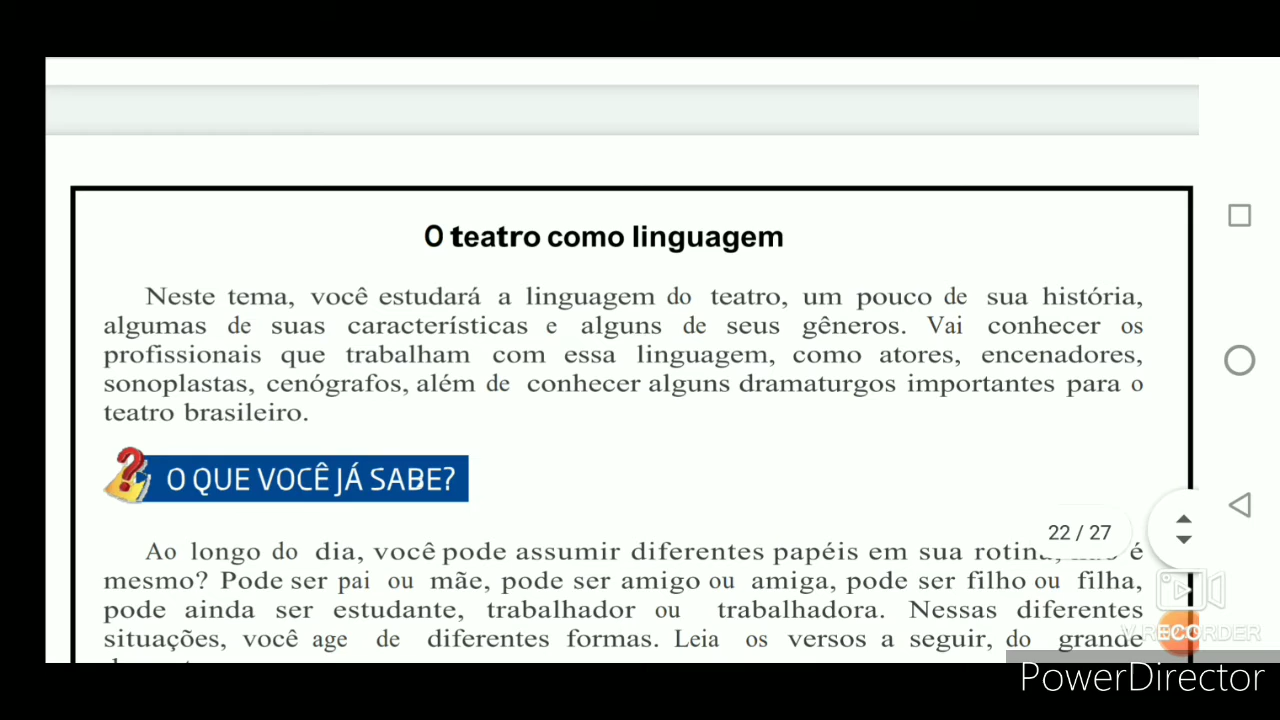 O teatro como linguagem
Neste tema, você estudará a linguagem do teatro, um pouco de sua história,
algumas de suas características e alguns de seus gêneros. Vai conhecer os
profissionais que trabalham com essa linguagem, como atores, encenadores,
sonoplastas, cenógrafos, além de conhecer alguns dramaturgos importantes para o
teatro brasileiro.
O QUE VOCÊ JÁ SABE?
Ao longo do dia, você pode assumir diferentes papéis em sua rotina, é
22 / 27
mesmo? Pode ser pai ou mãe, pode ser amigo ou amiga, pode ser filho ou filha,
pode ainda ser estudante, trabalhador ou trabalhadora. Nessas diferentes
situações, você age de diferentes formas. Leia os versos a seguir, do grande
V RECORDER
PowerDirector